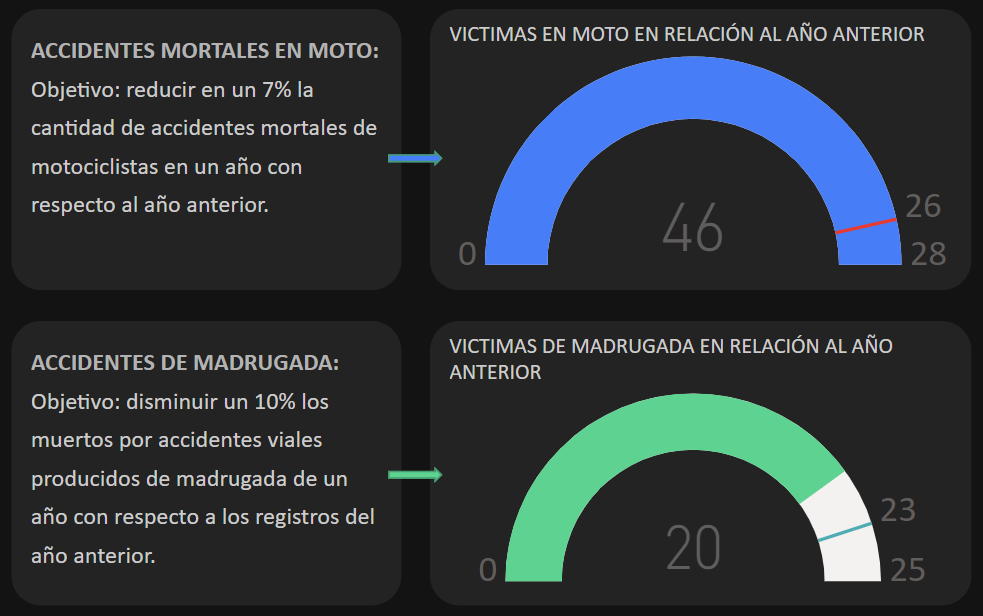 ACCIDENTES MORTALES EN MOTO:
Objetivo: reducir en un 7% la
cantidad de accidentes mortales de
motociclistas en un año con
respecto al año anterior.
VICTIMAS EN MOTO EN RELACIÓN AL AÑO ANTERIOR
26
46
0
28
ACCIDENTES DE MADRUGADA:
Objetivo: disminuir un 10% los
muertos por accidentes viales
producidos de madrugada de un
año con respecto a los registros del
año anterior.
VICTIMAS DE MADRUGADA EN RELACIÓN AL AÑO
ANTERIOR
23
20
0
25